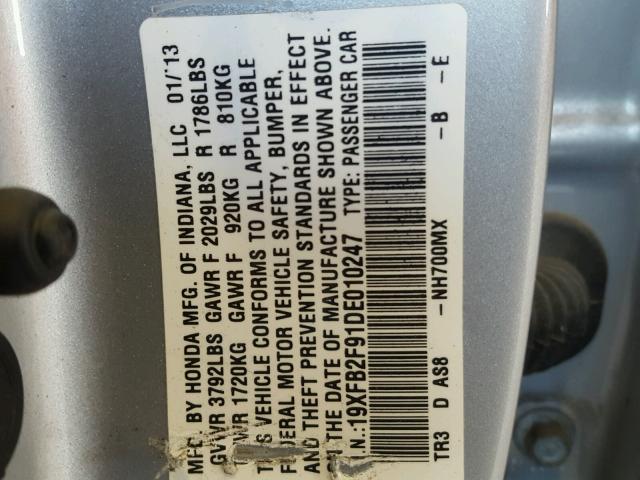 MFG. BY HONDA MFG. OF INDIANA, LLC 01/13
GVWR 3792LBS GAWR F 2029LBS R 1786LBS
GVWR 1720KG GAWR F 920KG R 810KG
THIS VEHICLE CONFORMS TO ALL APPLICABLE
FEDERAL MOTOR VEHICLE SAFETY, BUMPER,
AND THEFT PREVENTION STANDARDS IN EFFECT
ON THE DATE OF MANUFACTURE SHOWN ABOVE.
V.I.N.:19XFB2F91DE010247 TYPE: PASSENGER CAR
TR3 D AS8 -NH700MX -B -E